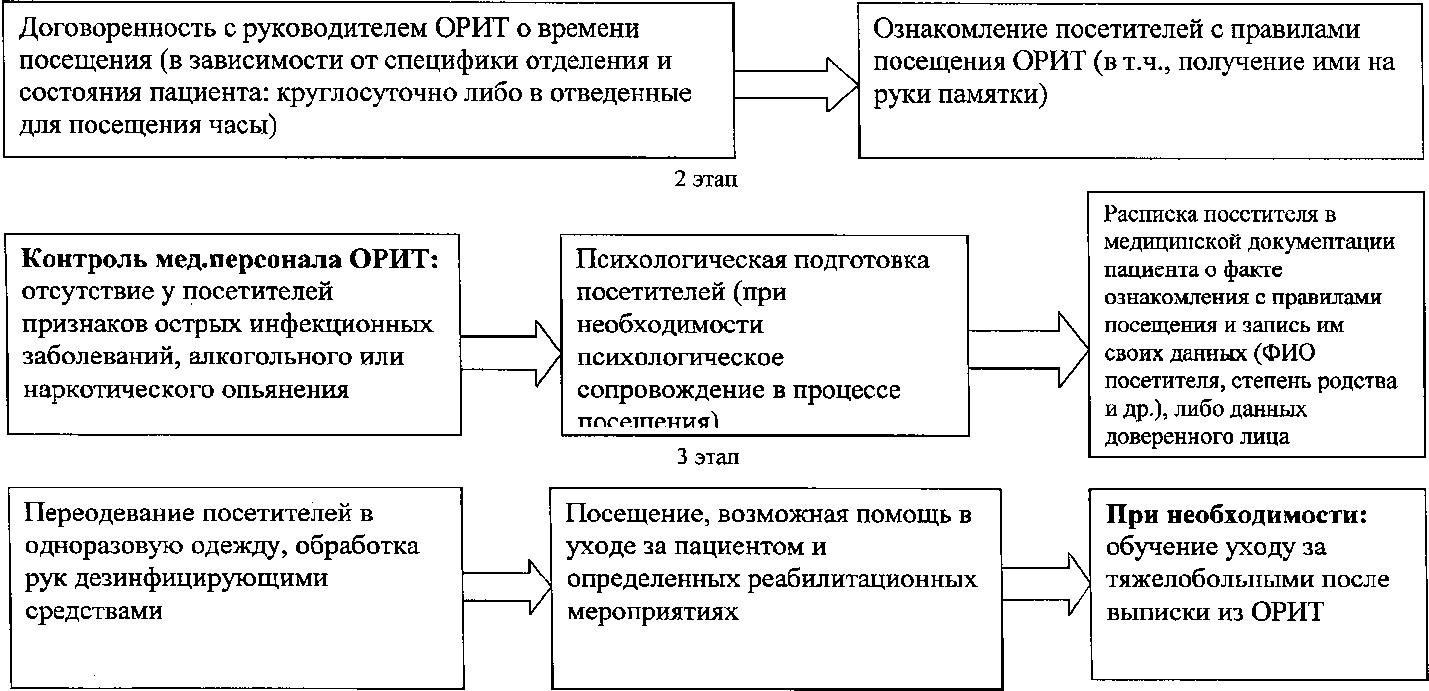 Договоренность с руководителем ОРИТ о времени
посещения (в зависимости от специфики отделения и
состояния пациента: круглосуточно либо в отведенные
для посещения часы)
Ознакомление посетителей с правилами
посещения ОРИТ (в т.ч., получение ими на
руки памятки)
2 этап
Контроль мед.персонала ОРИТ:
отсутствие у посетителей
признаков острых инфекционных
заболеваний, алкогольного или
наркотического опьянения
Психологическая подготовка
посетителей (при
необходимости
психологическое
сопровождение в процессе
посещения)
Расписка посетителя в
медицинской документации
пациента о факте
ознакомления с правилами
посещения и запись им
своих данных (ФИО
посетителя, степень родства
и др.), либо данных
доверенного лица
3 этап
Переодевание посетителей в
одноразовую одежду, обработка
рук дезинфицирующими
средствами
Посещение, возможная помощь в
уходе за пациентом и
определенных реабилитационных
мероприятиях
При необходимости:
обучение уходу за
тяжелобольными после
выписки из ОРИТ